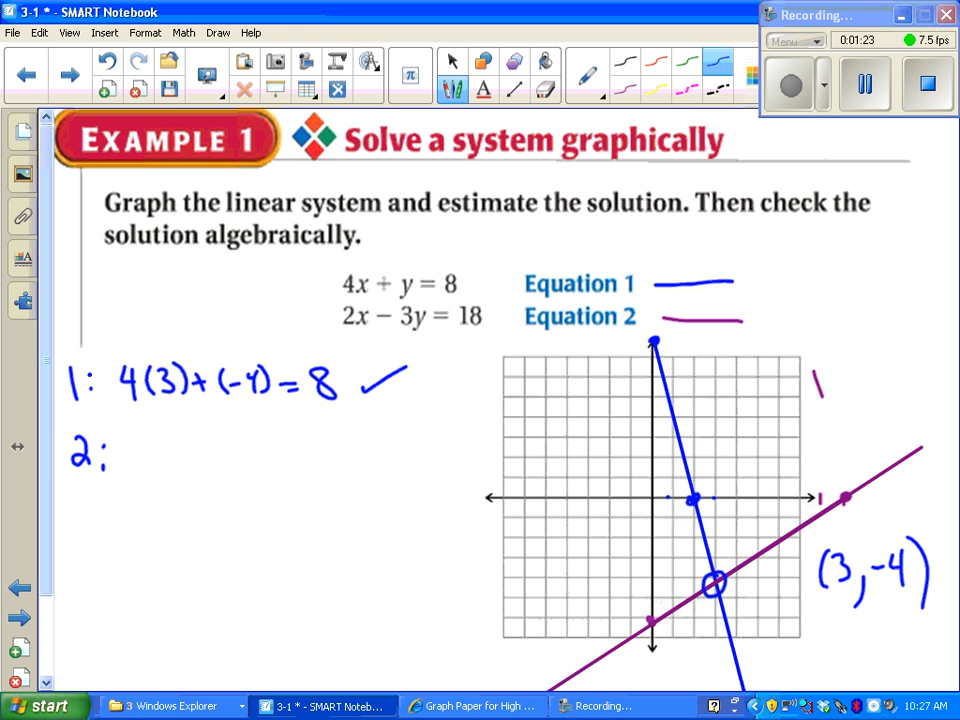 3-1 * - SMART Notebook
Recording...
File Edit View Insert Format Math Draw Help
Menu
0:01:23
7.5 fps
π
A
EXAMPLE 1
Solve a system graphically
Graph the linear system and estimate the solution. Then check the
solution algebraically.
4x + y = 8 Equation 1
2x − 3y = 18 Equation 2
1: 4(3)+(-4)=8 ✓
2:
(3,-4)
start
3 Windows Explorer
3-1 * - SMART Noteb...
Graph Paper for High ...
Recording...
10:27 AM